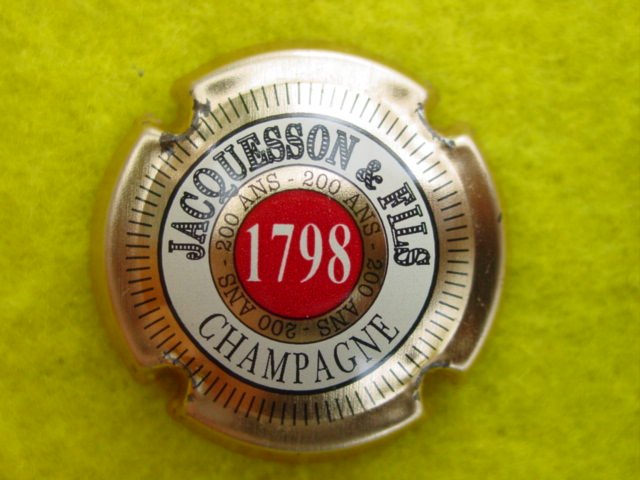 JACQUESSON & FILS
200 ANS - 200 ANS - 200 ANS - 200 ANS - 
1798
CHAMPAGNE